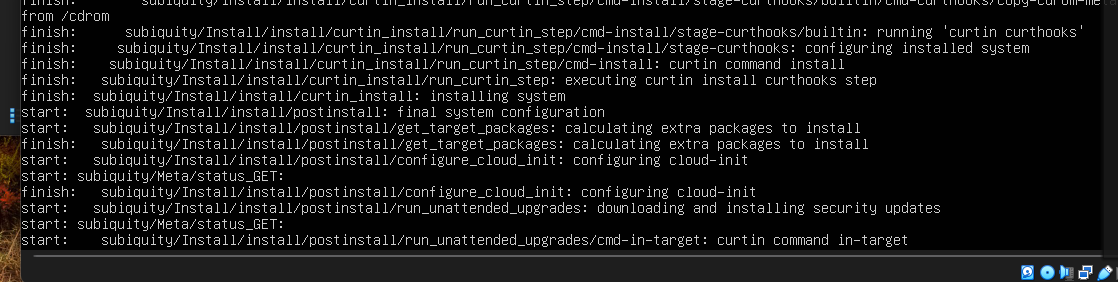 from /cdrom
finish: subiquity/Install/install/curtin_install/run_curtin_step/cmd-install/stage-curthooks/builtin: running 'curtin curthooks'
finish: subiquity/Install/install/curtin_install/run_curtin_step/cmd-install/stage-curthooks: configuring installed system
finish: subiquity/Install/install/curtin_install/run_curtin_step/cmd-install: curtin command install
finish: subiquity/Install/install/curtin_install/run_curtin_step: executing curtin install curthooks step
finish: subiquity/Install/install/curtin_install: installing system
start: subiquity/Install/install/postinstall: final system configuration
start: subiquity/Install/install/postinstall/get_target_packages: calculating extra packages to install
finish: subiquity/Install/install/postinstall/get_target_packages: calculating extra packages to install
start: subiquity/Install/install/postinstall/configure_cloud_init: configuring cloud-init
start: subiquity/Meta/status_GET:
finish: subiquity/Install/install/postinstall/configure_cloud_init: configuring cloud-init
start: subiquity/Install/install/postinstall/run_unattended_upgrades: downloading and installing security updates
start: subiquity/Meta/status_GET:
start: subiquity/Install/install/postinstall/run_unattended_upgrades/cmd-in-target: curtin command in-target